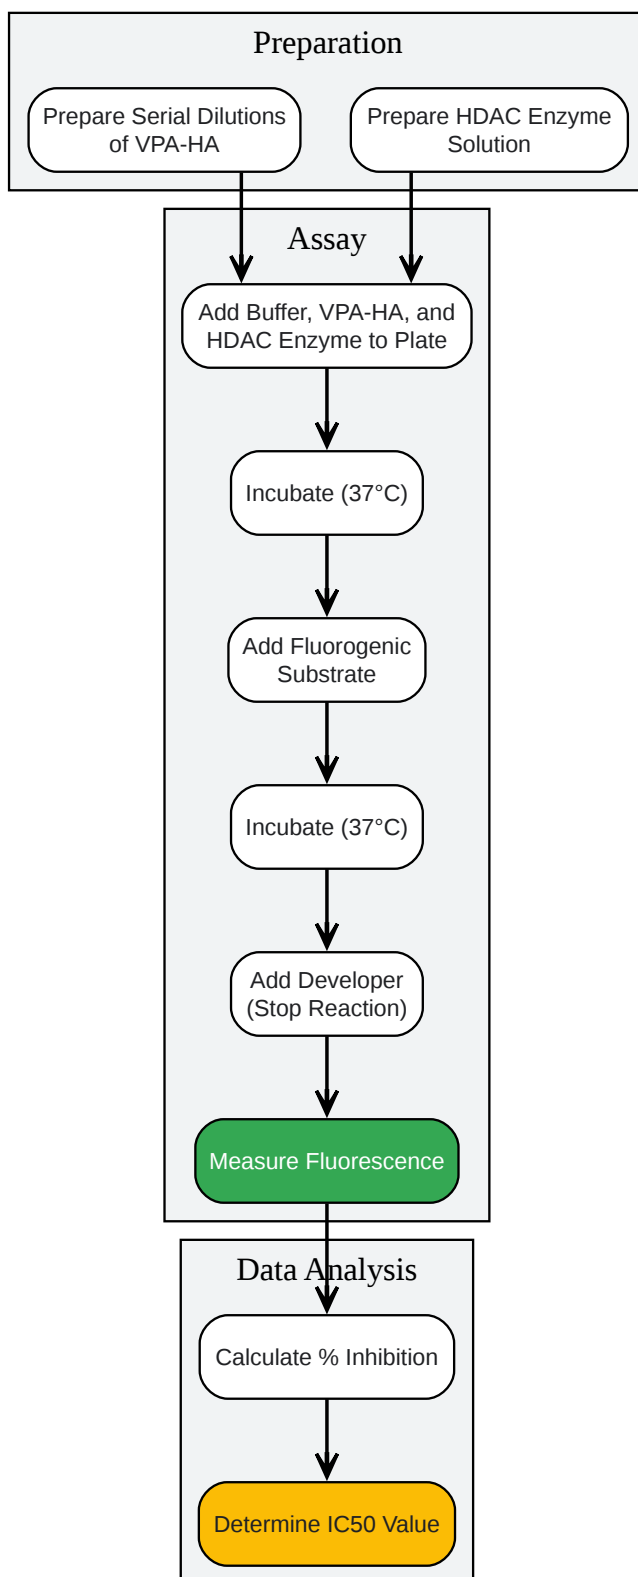 Preparation
Prepare Serial Dilutions
of VPA-HA
Prepare HDAC Enzyme
Solution
Assay
Add Buffer, VPA-HA, and
HDAC Enzyme to Plate
Incubate (37°C)
Add Fluorogenic
Substrate
Incubate (37°C)
Add Developer
(Stop Reaction)
Measure Fluorescence
Data Analysis
Calculate % Inhibition
Determine IC50 Value